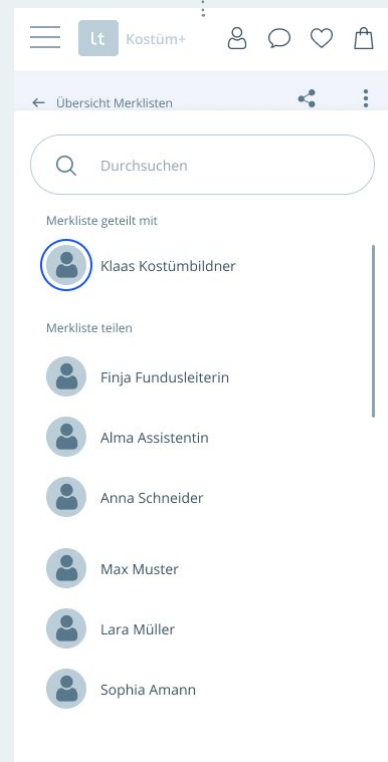 lt Kostüm+
Übersicht Merklisten
Durchsuchen
Merkliste geteilt mit
Klaas Kostümbildner
Merkliste teilen
Finja Fundusleiterin
Alma Assistentin
Anna Schneider
Max Muster
Lara Müller
Sophia Amann